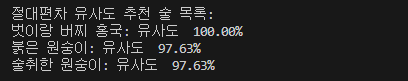 절대편차 유사도 추천 술 목록:
벗이랑 버찌 홍국: 유사도  100.00%
붉은 원숭이: 유사도  97.63%
술취한 원숭이: 유사도  97.63%